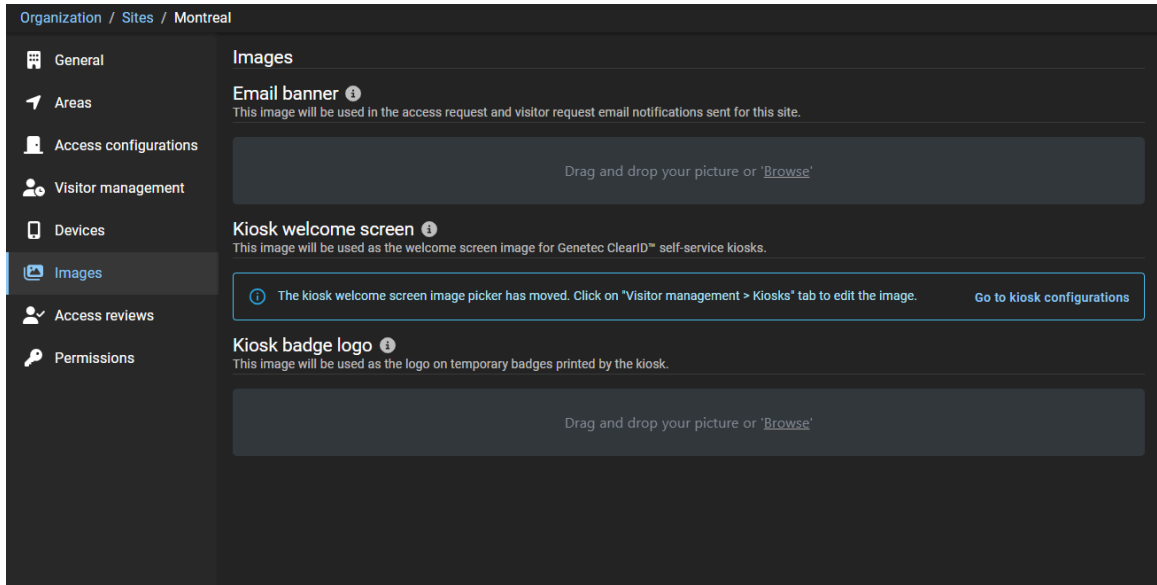 Organization / Sites / Montreal
General
Areas
Access configurations
Visitor management
Devices
Images
Access reviews
Permissions
Images
Email banner
This image will be used in the access request and visitor request email notifications sent for this site.
Drag and drop your picture or 'Browse'
Kiosk welcome screen
This image will be used as the welcome screen image for Genetec ClearID™ self-service kiosks.
The kiosk welcome screen image picker has moved. Click on "Visitor management > Kiosks" tab to edit the image.
Go to kiosk configurations
Kiosk badge logo
This image will be used as the logo on temporary badges printed by the kiosk.
Drag and drop your picture or 'Browse'